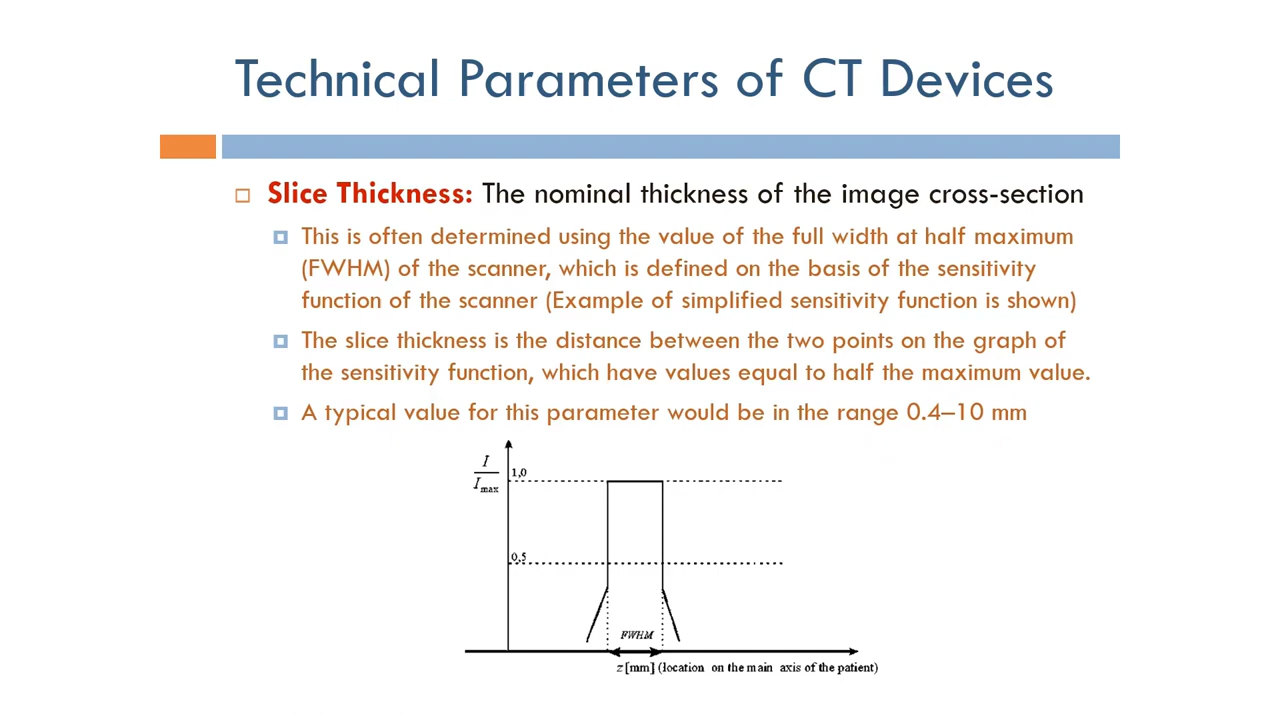 Technical Parameters of CT Devices
Slice Thickness: The nominal thickness of the image cross-section
This is often determined using the value of the full width at half maximum
(FWHM) of the scanner, which is defined on the basis of the sensitivity
function of the scanner (Example of simplified sensitivity function is shown)
The slice thickness is the distance between the two points on the graph of
the sensitivity function, which have values equal to half the maximum value.
A typical value for this parameter would be in the range 0.4–10 mm
I
Imax
1,0
0,5
FWHM
z [mm] (location on the main axis of the patient)